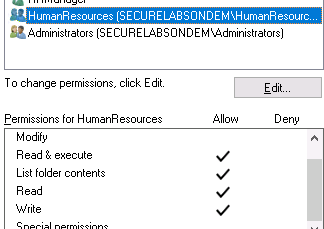 HRManager
HumanResources (SECURELABSONDEM\HumanResourc...
Administrators (SECURELABSONDEM\Administrators)
To change permissions, click Edit.
Edit...
Permissions for HumanResources Allow Deny
Modify
Read & execute
List folder contents
Read
Write
Special permissions